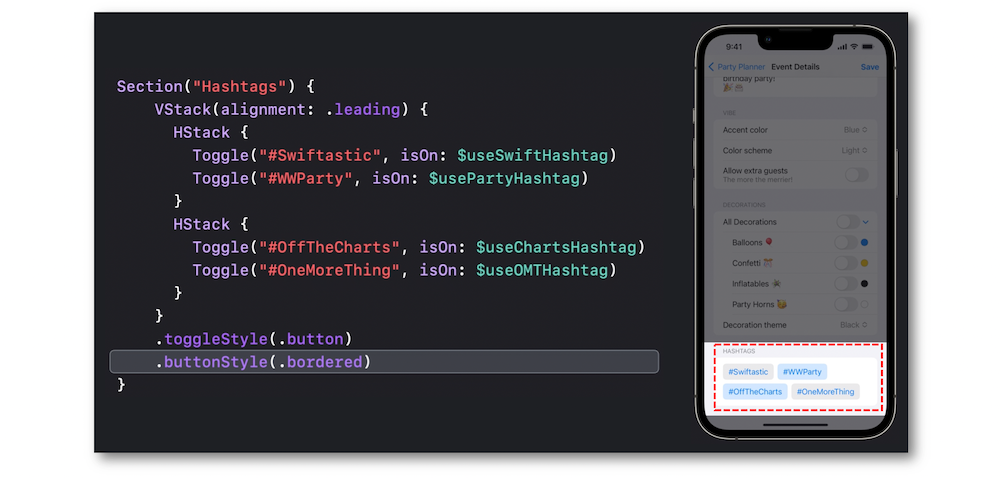 Section("Hashtags") {
VStack(alignment: .leading) {
HStack {
Toggle("#Swiftastic", isOn: $useSwiftHashtag)
Toggle("#WWParty", isOn: $usePartyHashtag)
}
HStack {
Toggle("#OffTheCharts", isOn: $useChartsHashtag)
Toggle("#OneMoreThing", isOn: $useOMTHashtag)
}
}
.toggleStyle(.button)
.buttonStyle(.bordered)
}
9:41
Party Planner Event Details Save
birthday party!
VIBE
Accent color Blue
Color scheme Light
Allow extra guests
The more the merrier!
DECORATIONS
All Decorations
Balloons
Confetti
Inflatables
Party Horns
Decoration theme Black
HASHTAGS
#Swiftastic #WWParty
#OffTheCharts #OneMoreThing